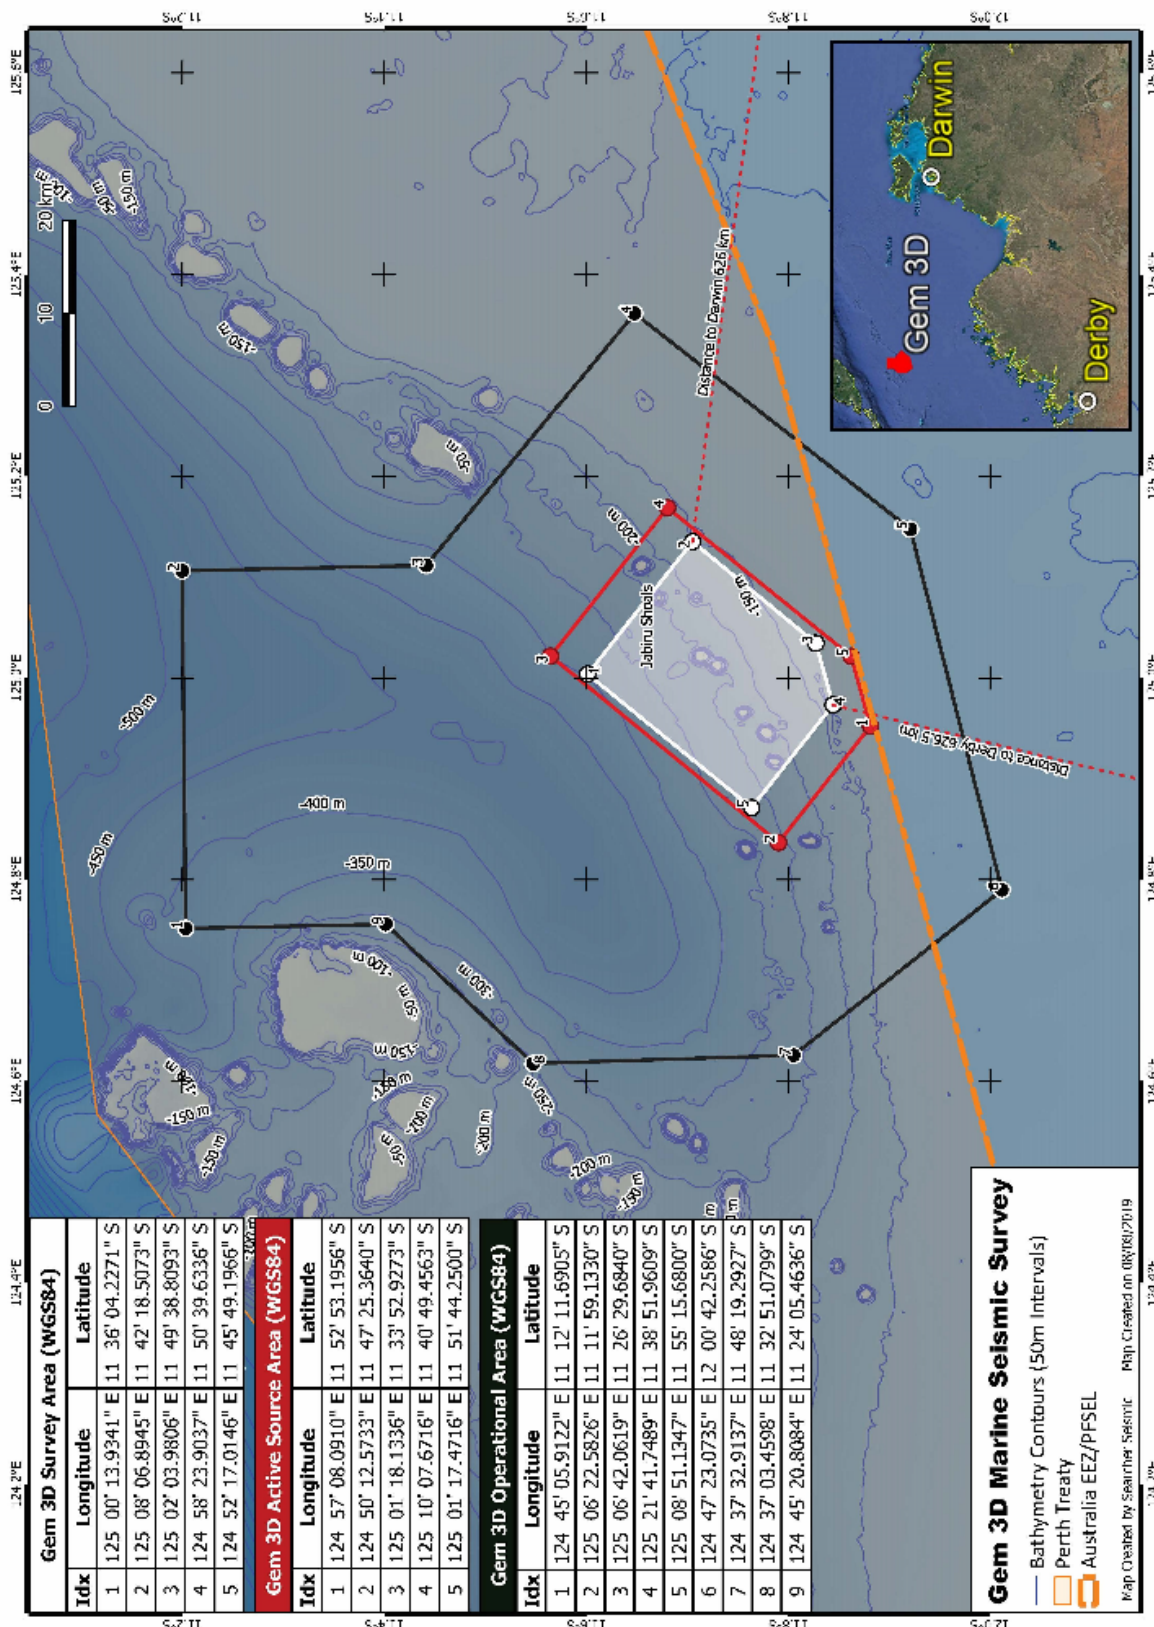 Gem 3D Survey Area (WGS84)
Idx Longitude Latitude
1 125 00' 13.9341" E 11 36' 04.2271" S
2 125 08' 06.8945" E 11 42' 18.5073" S
3 125 02' 03.9806" E 11 49' 38.8093" S
4 124 58' 23.9037" E 11 50' 39.6336" S
5 124 52' 17.0146" E 11 45' 49.1966" S
Gem 3D Active Source Area (WGS84)
Idx Longitude Latitude
1 124 57' 08.0910" E 11 52' 53.1956" S
2 124 50' 12.5733" E 11 47' 25.3640" S
3 125 01' 18.1336" E 11 33' 52.9273" S
4 125 10' 07.6716" E 11 40' 49.4563" S
5 125 01' 17.4716" E 11 51' 44.2500" S
Gem 3D Operational Area (WGS84)
Idx Longitude Latitude
1 124 45' 05.9122" E 11 12' 11.6905" S
2 125 06' 22.5826" E 11 11' 59.1330" S
3 125 06' 42.0619" E 11 26' 29.6840" S
4 125 21' 41.7489" E 11 38' 51.9609" S
5 125 08' 51.1347" E 11 55' 15.6800" S
6 124 47' 23.0735" E 12 00' 42.2586" S
7 124 37' 32.9137" E 11 48' 19.2927" S
8 124 37' 03.4598" E 11 32' 51.0799" S
9 124 45' 20.8084" E 11 24' 05.4636" S
124.6°E
124.8°E
125.0°E
125.2°E
125.4°E
125.6°E
0 10 20 km
-500 m
-450 m
-400 m
-350 m
-300 m
-250 m
-200 m
-150 m
-100 m
-50 m
Jabiru Shoals
Distance to Darwin 626 km
Distance to Derby 626.5 km
Gem 3D
Darwin
Derby
Gem 3D Marine Seismic Survey
Bathymetry Contours (50m Intervals)
Perth Treaty
Australia EEZ/PFSEL
Map Created by Searcher Seismic